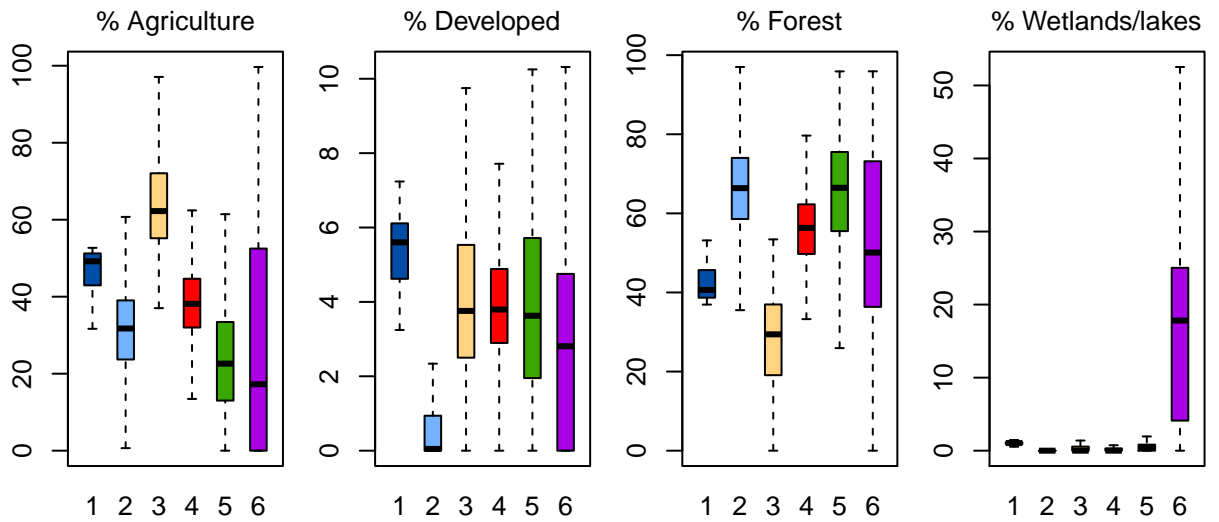 % Agriculture % Developed % Forest % Wetlands/lakes
0 20 40 60 80 100
0 2 4 6 8 10
0 20 40 60 80 100
0 10 20 30 40 50
1 2 3 4 5 6 1 2 3 4 5 6 1 2 3 4 5 6 1 2 3 4 5 6